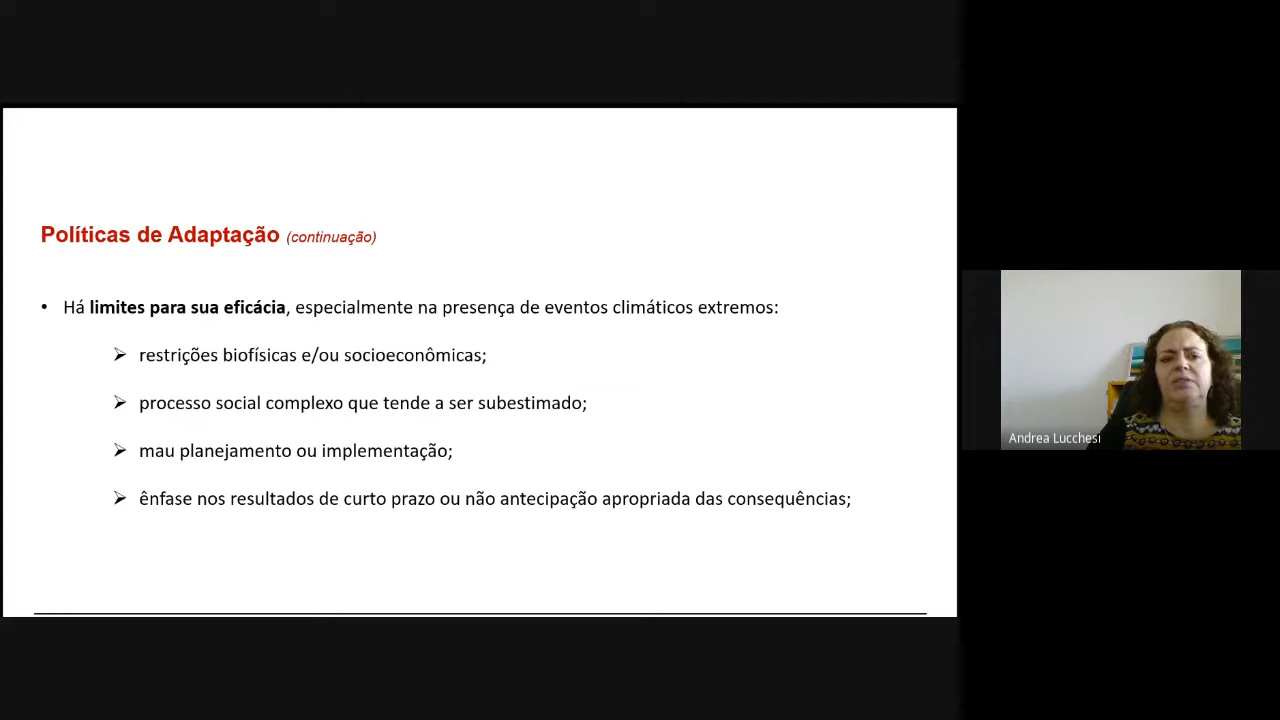 Políticas de Adaptação (continuação)
• Há limites para sua eficácia, especialmente na presença de eventos climáticos extremos:
➢ restrições biofísicas e/ou socioeconômicas;
➢ processo social complexo que tende a ser subestimado;
➢ mau planejamento ou implementação;
➢ ênfase nos resultados de curto prazo ou não antecipação apropriada das consequências;
Andrea Lucchesi